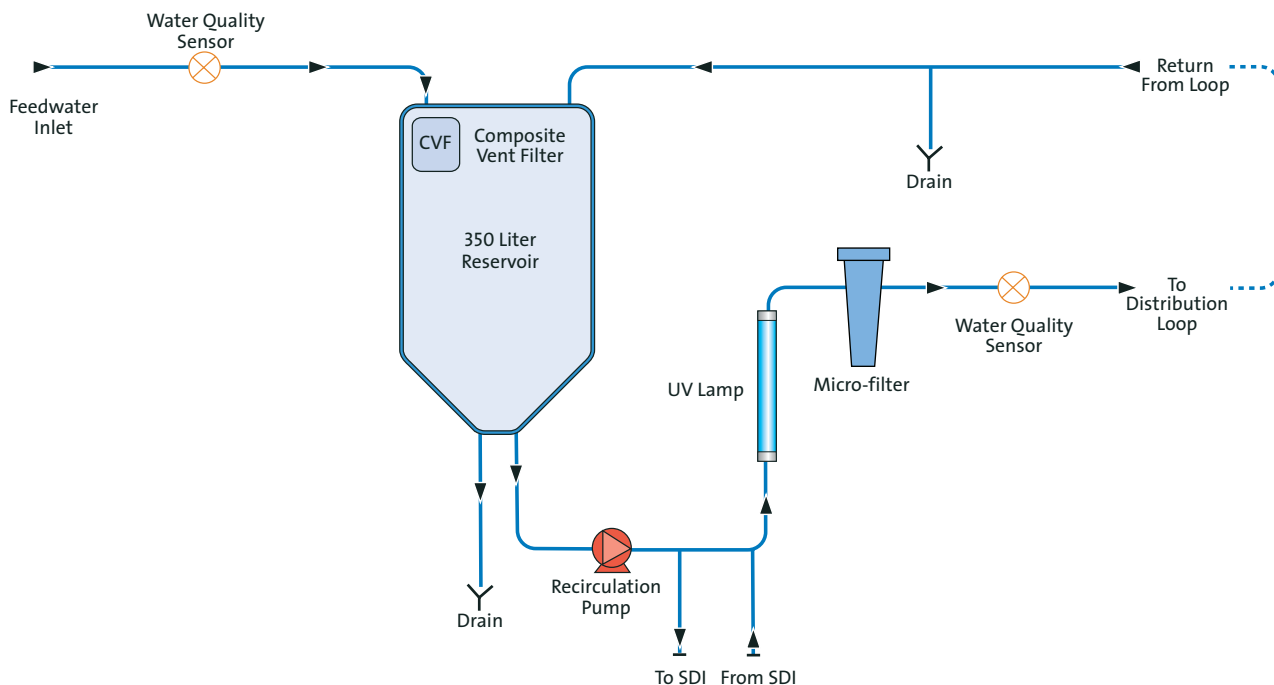 Water Quality
Sensor
Feedwater
Inlet
CVF
Composite
Vent Filter
350 Liter
Reservoir
Return
From Loop
Drain
To
Distribution
Loop
Water Quality
Sensor
Micro-filter
UV Lamp
Recirculation
Pump
Drain
To SDI
From SDI